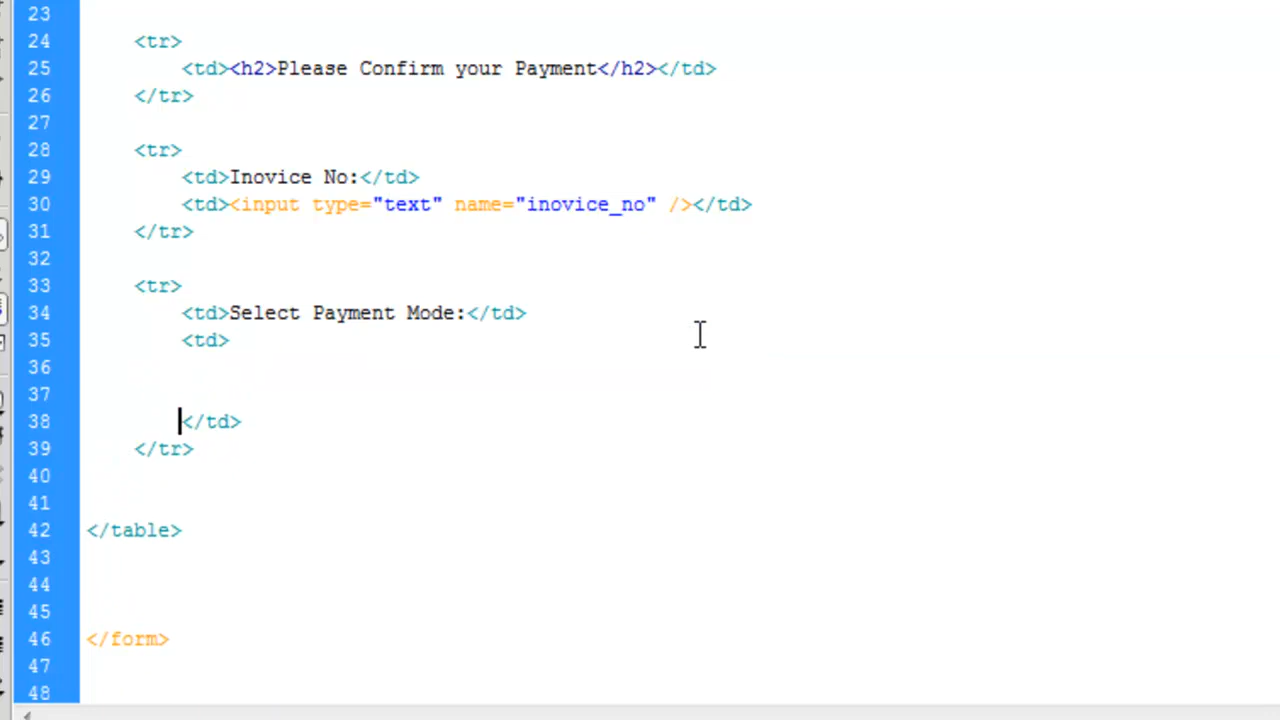 23
24 <tr>
25 <td><h2>Please Confirm your Payment</h2></td>
26 </tr>
27
28 <tr>
29 <td>Inovice No:</td>
30 <td><input type="text" name="inovice_no" /></td>
31 </tr>
32
33 <tr>
34 <td>Select Payment Mode:</td>
35 <td>
36
37
38 </td>
39 </tr>
40
41
42 </table>
43
44
45
46 </form>
47
48